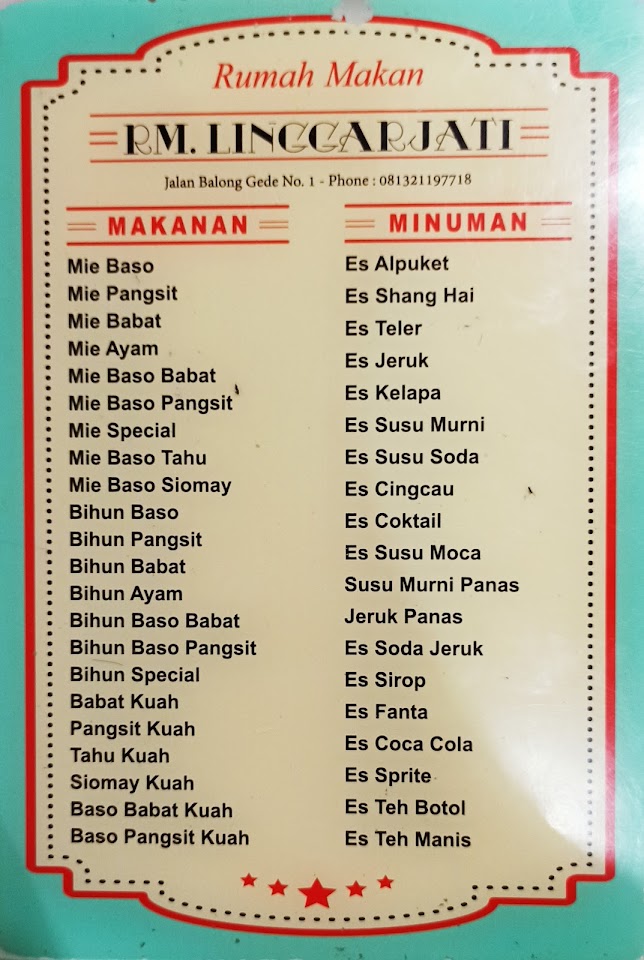 Rumah Makan
RM. LINGGARJATI
Jalan Balong Gede No. 1 - Phone : 081321197718
MAKANAN
Mie Baso
Mie Pangsit
Mie Babat
Mie Ayam
Mie Baso Babat
Mie Baso Pangsit
Mie Special
Mie Baso Tahu
Mie Baso Siomay
Bihun Baso
Bihun Pangsit
Bihun Babat
Bihun Ayam
Bihun Baso Babat
Bihun Baso Pangsit
Bihun Special
Babat Kuah
Pangsit Kuah
Tahu Kuah
Siomay Kuah
Baso Babat Kuah
Baso Pangsit Kuah
MINUMAN
Es Alpuket
Es Shang Hai
Es Teler
Es Jeruk
Es Kelapa
Es Susu Murni
Es Susu Soda
Es Cingcau
Es Coktail
Es Susu Moca
Susu Murni Panas
Jeruk Panas
Es Soda Jeruk
Es Sirop
Es Fanta
Es Coca Cola
Es Sprite
Es Teh Botol
Es Teh Manis